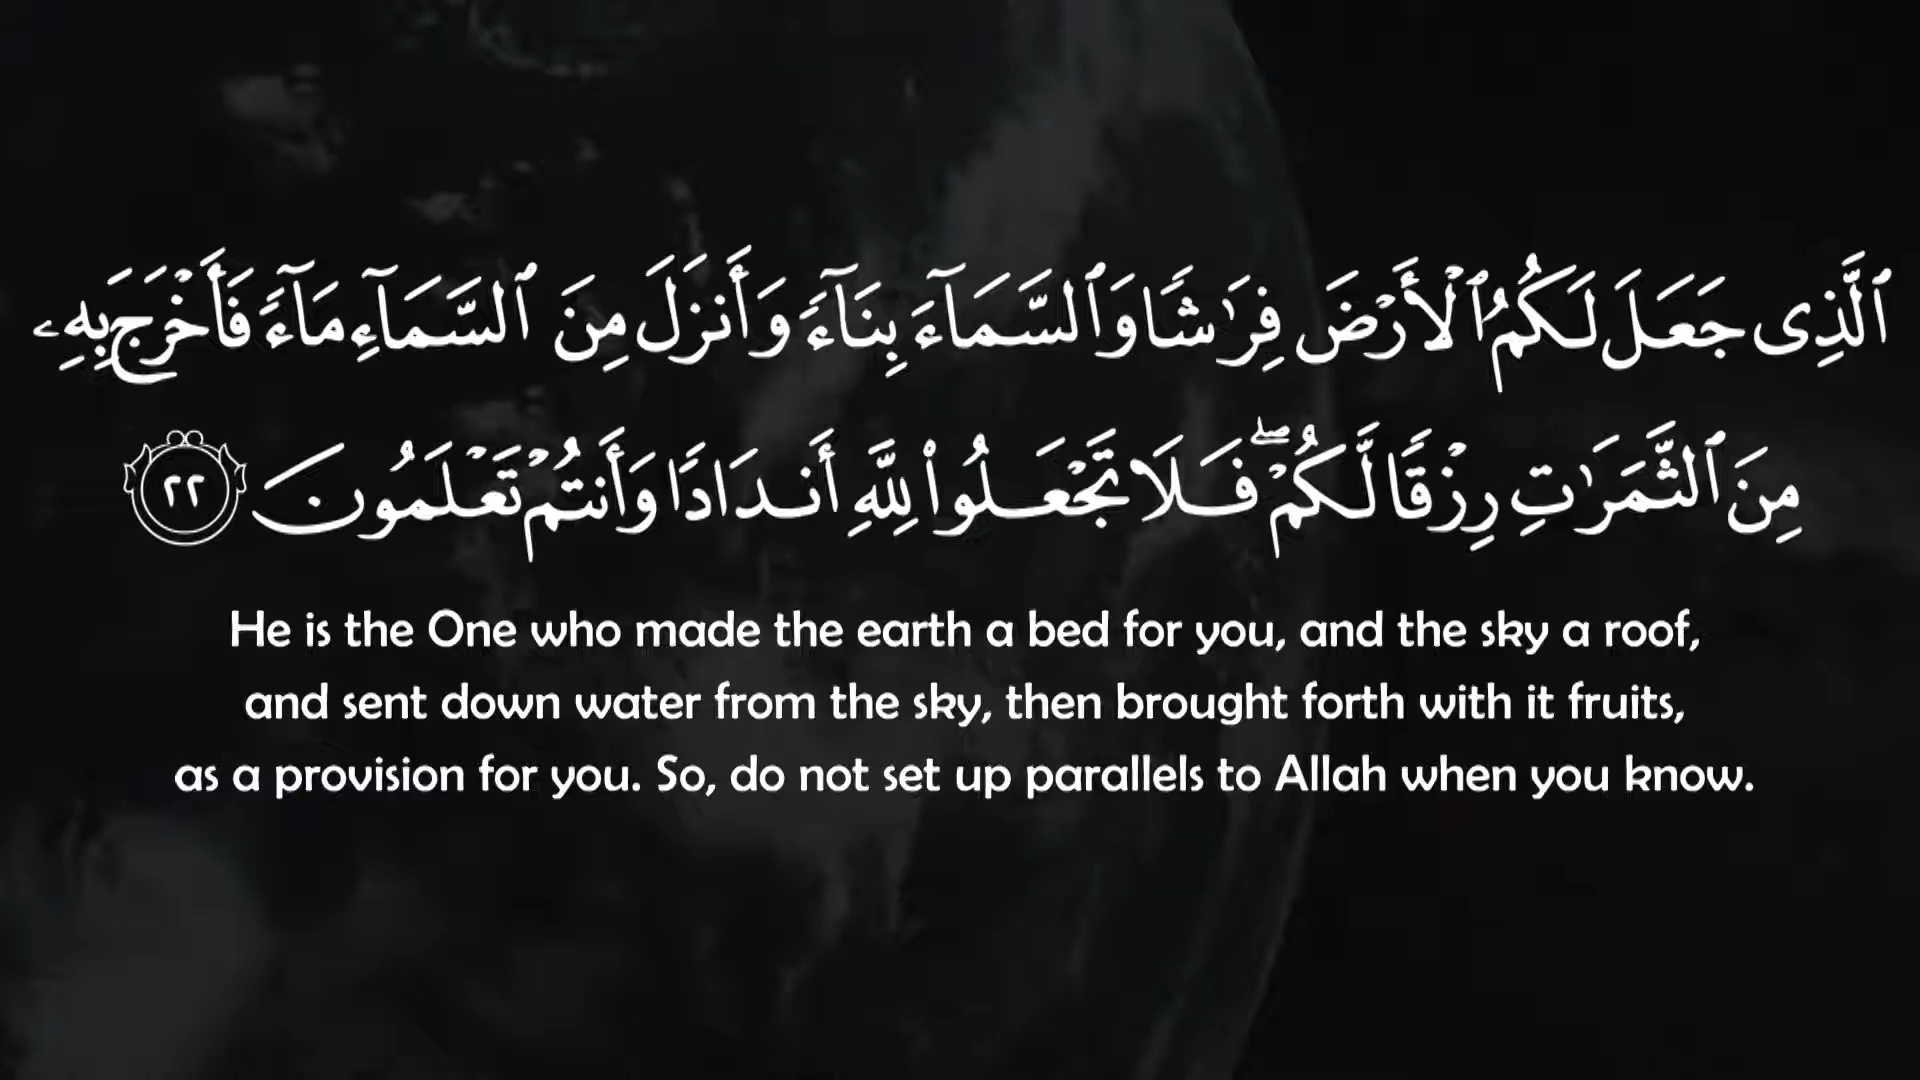 ٱلَّذِى جَعَلَ لَكُمُ ٱلْأَرْضَ فِرَٰشًا وَٱلسَّمَآءَ بِنَآءً وَأَنزَلَ مِنَ ٱلسَّمَآءِ مَآءً فَأَخْرَجَ بِهِۦ
مِنَ ٱلثَّمَرَٰتِ رِزْقًا لَّكُمْ ۖ فَلَا تَجْعَلُوا۟ لِلَّهِ أَندَادًا وَأَنتُمْ تَعْلَمُونَ ٢٢
He is the One who made the earth a bed for you, and the sky a roof,
and sent down water from the sky, then brought forth with it fruits,
as a provision for you. So, do not set up parallels to Allah when you know.